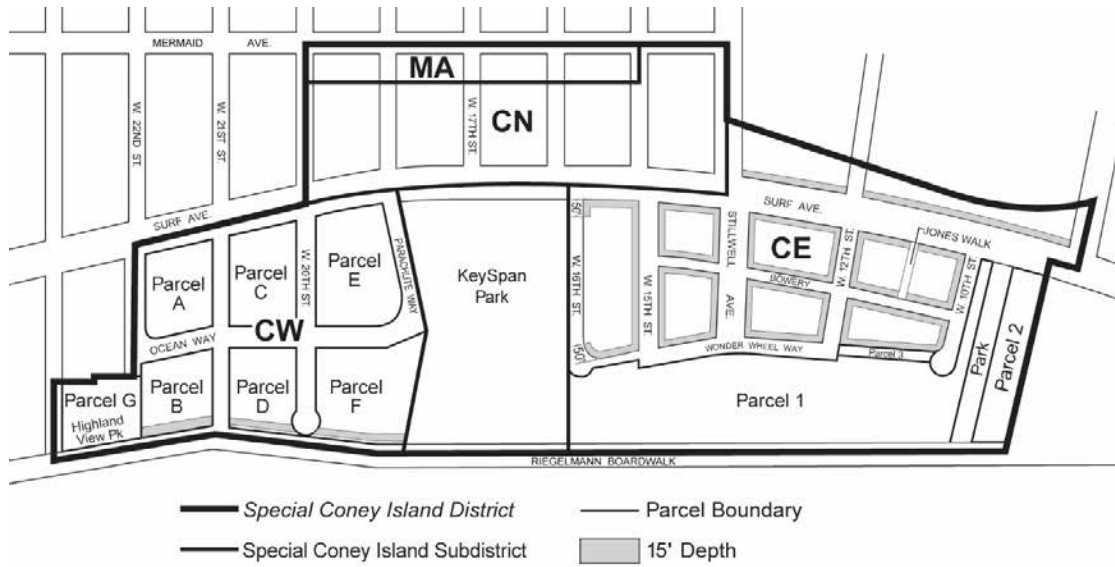 MERMAID AVE.
MA
CN
W. 17TH ST.
W. 22ND ST.
W. 21ST ST.
SURF AVE.
SURF AVE.
JONES WALK
50'
STILLWELL AVE.
CE
W. 12TH ST.
W. 10TH ST.
BOWERY
W. 16TH ST.
W. 15TH ST.
50'
WONDER WHEEL WAY
Parcel 3
Park
Parcel 2
Parcel 1
KeySpan
Park
PARACHUTE WAY
W. 20TH ST.
Parcel
E
Parcel
C
Parcel
A
CW
OCEAN WAY
Parcel G
Highland
View Pk
Parcel
B
Parcel
D
Parcel
F
RIEGELMANN BOARDWALK
Special Coney Island District
Parcel Boundary
Special Coney Island Subdistrict
15' Depth